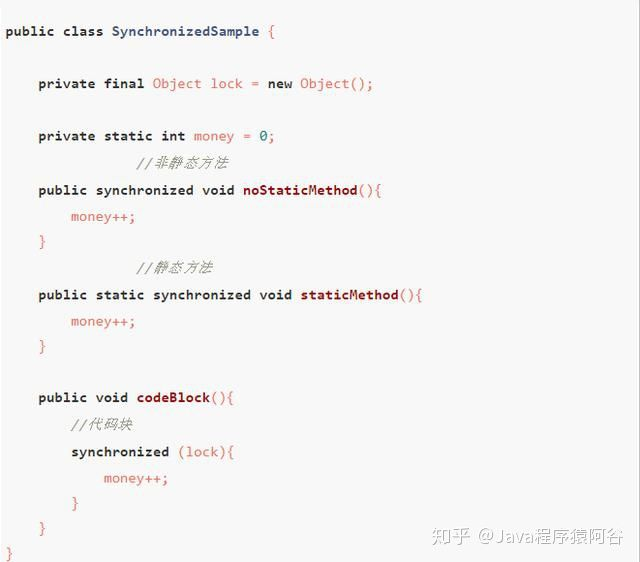 public class SynchronizedSample {
private final Object lock = new Object();
private static int money = 0;
//非静态方法
public synchronized void noStaticMethod(){
money++;
}
//静态方法
public static synchronized void staticMethod(){
money++;
}
public void codeBlock(){
//代码块
synchronized (lock){
money++;
}
}
}
知乎 @Java程序猿阿谷